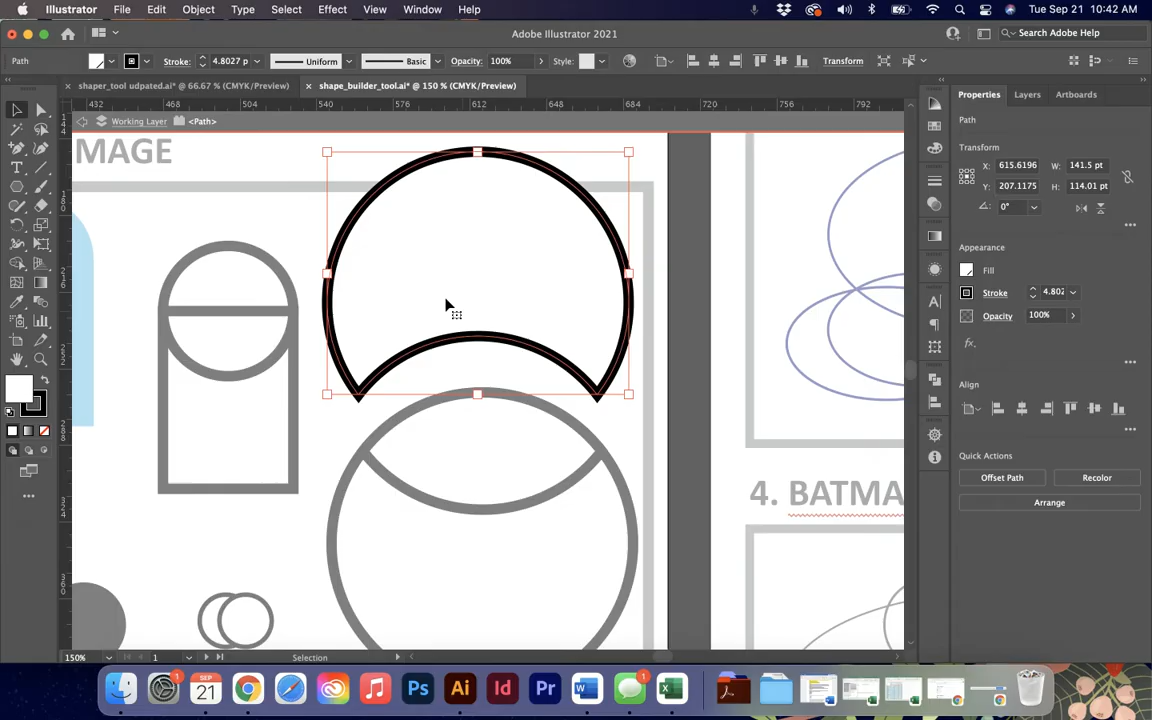 Illustrator File Edit Object Type Select Effect View Window Help
Tue Sep 21 10:42 AM
Adobe Illustrator 2021
Search Adobe Help
Path
Stroke: 4.8027 p
Uniform
Basic
Opacity: 100%
Style:
Transform
shaper_tool udpated.ai* @ 66.67 % (CMYK/Preview)
shape_builder_tool.ai* @ 150 % (CMYK/Preview)
Properties Layers Artboards
432 468 504 540 576 612 648 684 720 756 792
Working Layer <Path>
Path
MAGE
Transform
X: 615.6196 W: 141.5 pt
Y: 207.1175 H: 114.01 pt
0°
Appearance
Fill
Stroke 4.802
Opacity 100%
fx.
Align
Quick Actions
Offset Path Recolor
Arrange
4. BATMA
150% 1 Selection
SEP
21
Ps Ai Id Pr W X